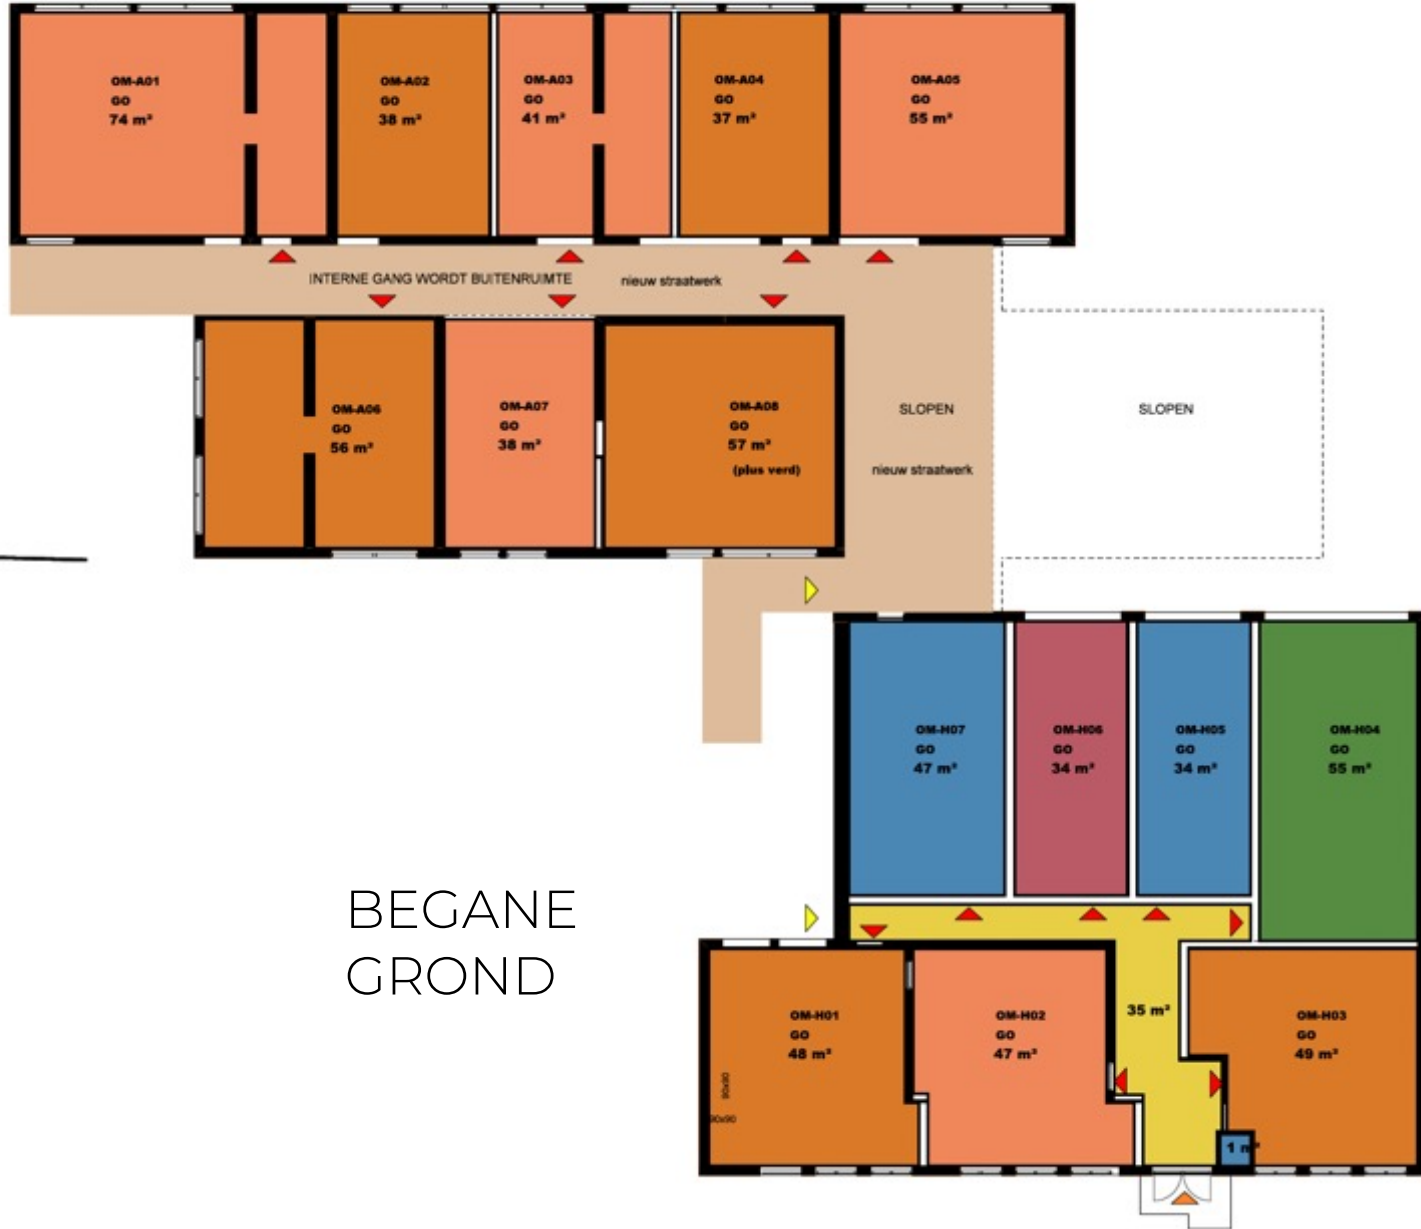 OM-A01
GO
74 m²
OM-A02
GO
38 m²
OM-A03
GO
41 m²
OM-A04
GO
37 m²
OM-A05
GO
55 m²
INTERNE GANG WORDT BUITENRUIMTE
nieuw straatwerk
OM-A06
GO
56 m²
OM-A07
GO
38 m²
OM-A08
GO
57 m²
(plus verd)
SLOPEN
nieuw straatwerk
SLOPEN
OM-H07
GO
47 m²
OM-H06
GO
34 m²
OM-H05
GO
34 m²
OM-H04
GO
55 m²
BEGANE
GROND
OM-H01
GO
48 m²
90x90
90x90
OM-H02
GO
47 m²
35 m²
OM-H03
GO
49 m²
1 m²